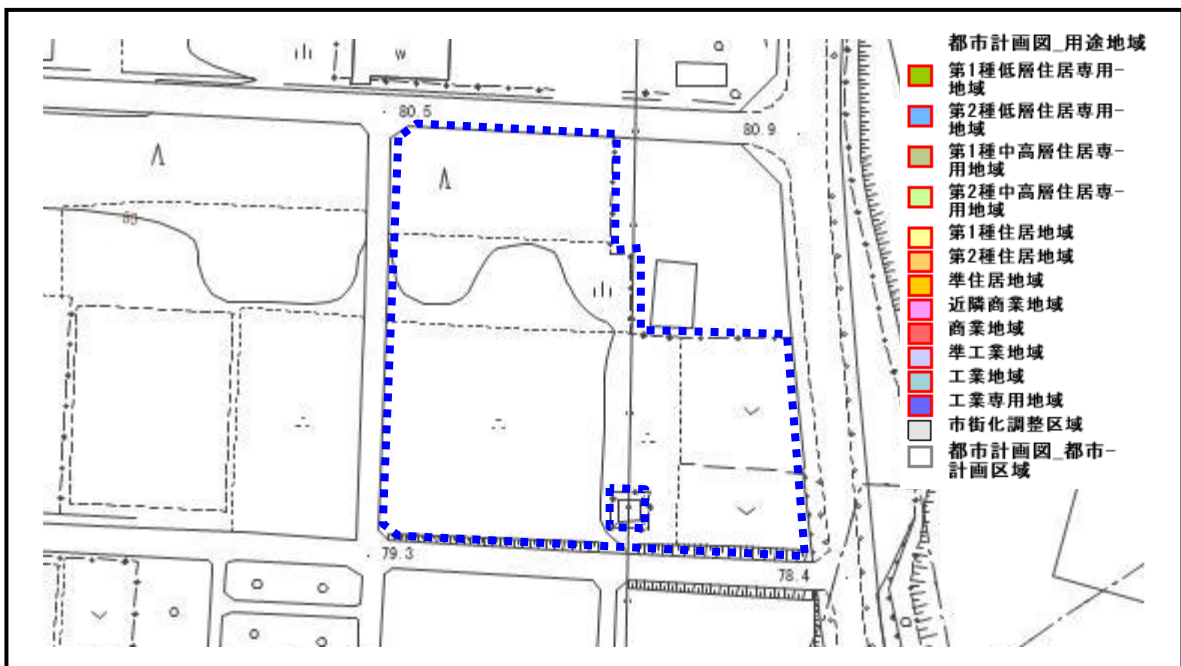 80.5
80.9
80
79.3
78.4
都市計画図_用途地域
第1種低層住居専用-
地域
第2種低層住居専用-
地域
第1種中高層住居専-
用地域
第2種中高層住居専-
用地域
第1種住居地域
第2種住居地域
準住居地域
近隣商業地域
商業地域
準工業地域
工業地域
工業専用地域
市街化調整区域
都市計画図_都市-
計画区域